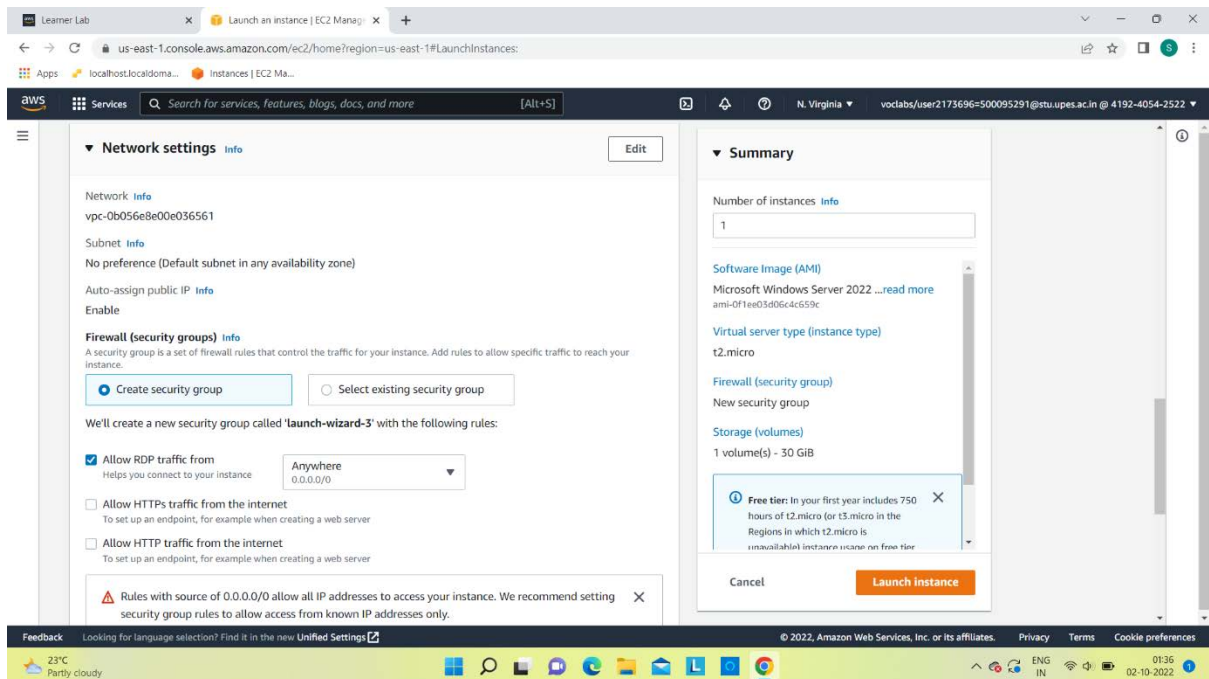 Learner Lab
Launch an instance | EC2 Manag
us-east-1.console.aws.amazon.com/ec2/home?region=us-east-1#LaunchInstances:
S
Apps localhost.localdoma... Instances | EC2 Ma...
aws Services Search for services, features, blogs, docs, and more [Alt+S] N. Virginia voclabs/user2173696=500095291@stu.upes.ac.in @ 4192-4054-2522
Network settings Info
Edit
Network Info
vpc-0b056e8e00e036561
Subnet Info
No preference (Default subnet in any availability zone)
Auto-assign public IP Info
Enable
Firewall (security groups) Info
A security group is a set of firewall rules that control the traffic for your instance. Add rules to allow specific traffic to reach your
instance.
Create security group
Select existing security group
We'll create a new security group called 'launch-wizard-3' with the following rules:
Allow RDP traffic from
Helps you connect to your instance
Anywhere
0.0.0.0/0
Allow HTTPs traffic from the internet
To set up an endpoint, for example when creating a web server
Allow HTTP traffic from the internet
To set up an endpoint, for example when creating a web server
Rules with source of 0.0.0.0/0 allow all IP addresses to access your instance. We recommend setting
security group rules to allow access from known IP addresses only.
Summary
Number of instances Info
1
Software Image (AMI)
Microsoft Windows Server 2022 ...read more
ami-0f1ee03d06c4c659c
Virtual server type (instance type)
t2.micro
Firewall (security group)
New security group
Storage (volumes)
1 volume(s) - 30 GiB
Free tier: In your first year includes 750
hours of t2.micro (or t3.micro in the
Regions in which t2.micro is
unavailable) instance usage on free tier
Cancel
Launch instance
Feedback Looking for language selection? Find it in the new Unified Settings © 2022, Amazon Web Services, Inc. or its affiliates. Privacy Terms Cookie preferences
23°C
Partly cloudy
L
ENG
IN
01:36
02-10-2022
1